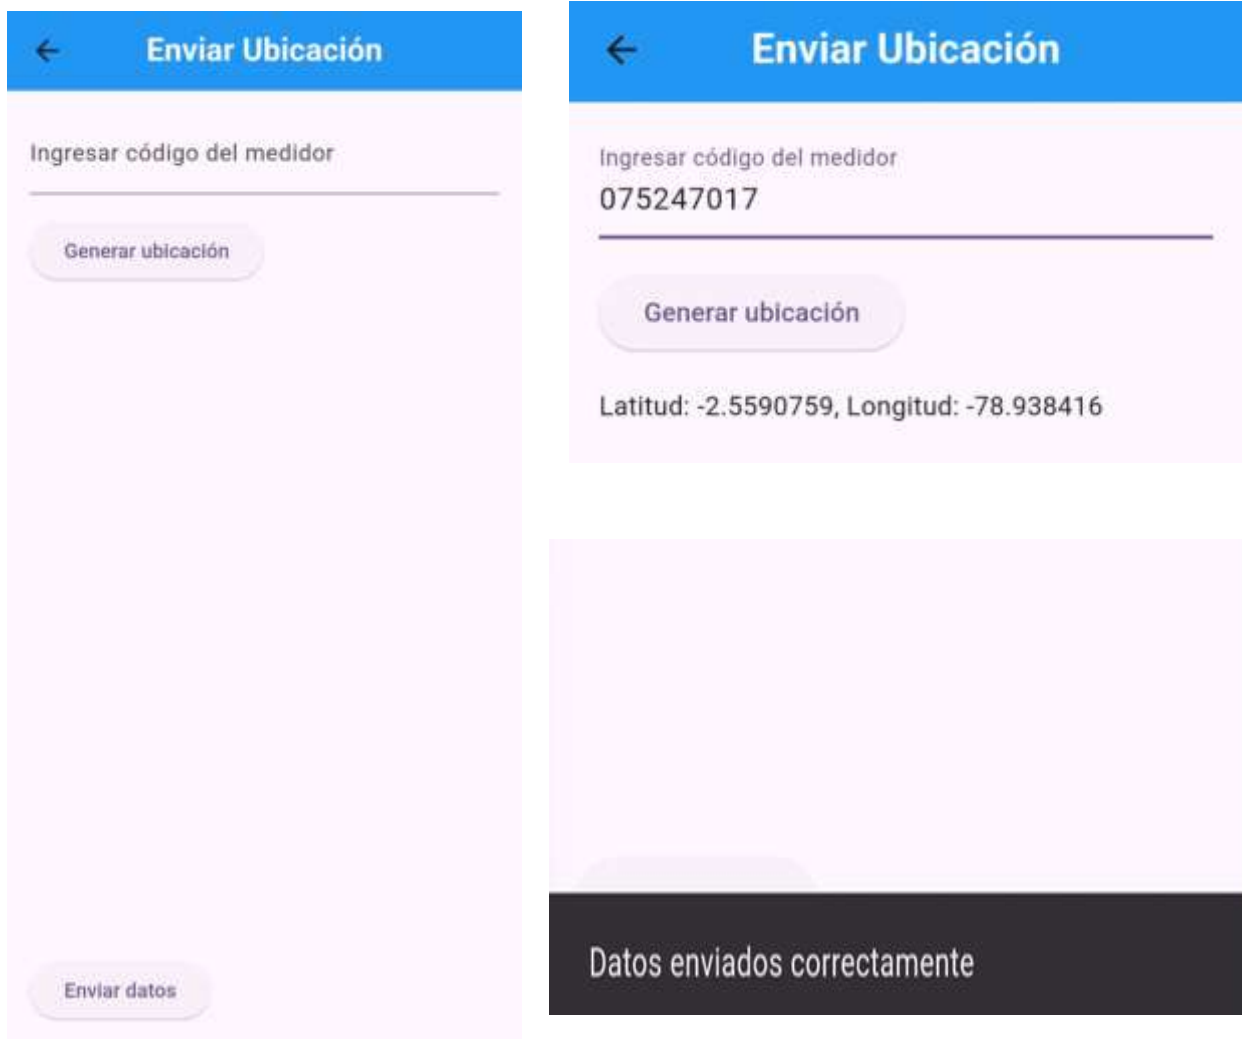 Enviar Ubicación
Ingresar código del medidor
Generar ubicación
Enviar datos
Enviar Ubicación
Ingresar código del medidor
075247017
Generar ubicación
Latitud: -2.5590759, Longitud: -78.938416
Datos enviados correctamente